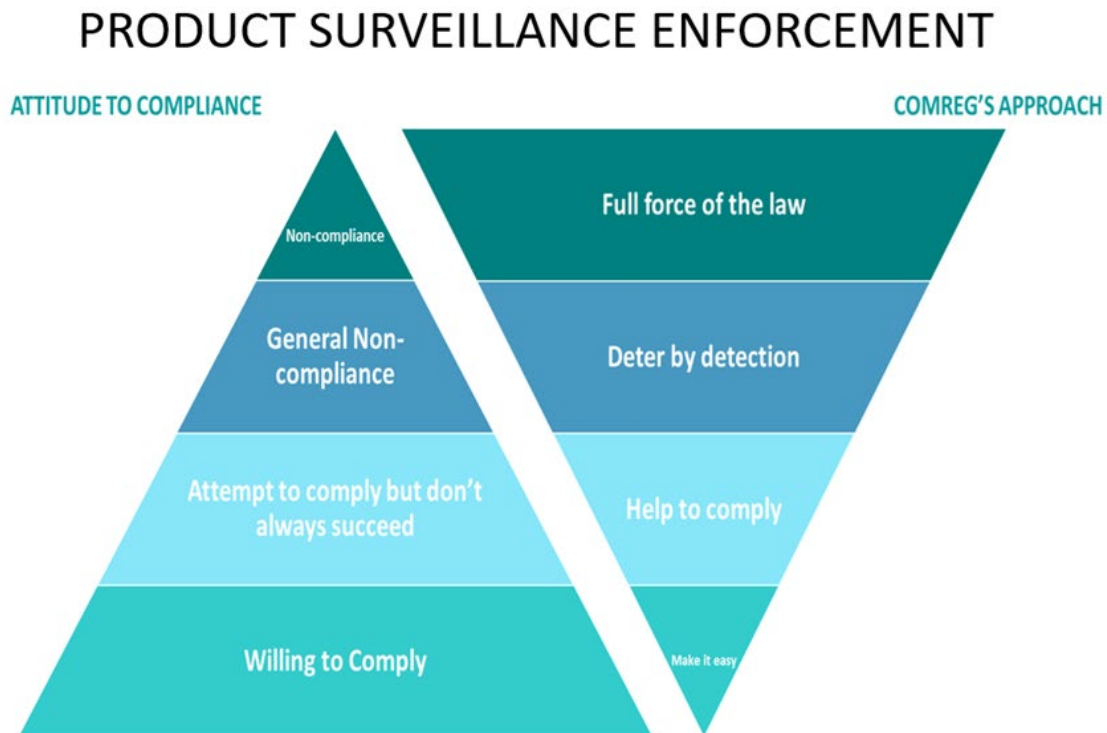 PRODUCT SURVEILLANCE ENFORCEMENT
ATTITUDE TO COMPLIANCE
COMREG'S APPROACH
Non-compliance
Full force of the law
General Non-
compliance
Deter by detection
Attempt to comply but don't
always succeed
Help to comply
Willing to Comply
Make it easy